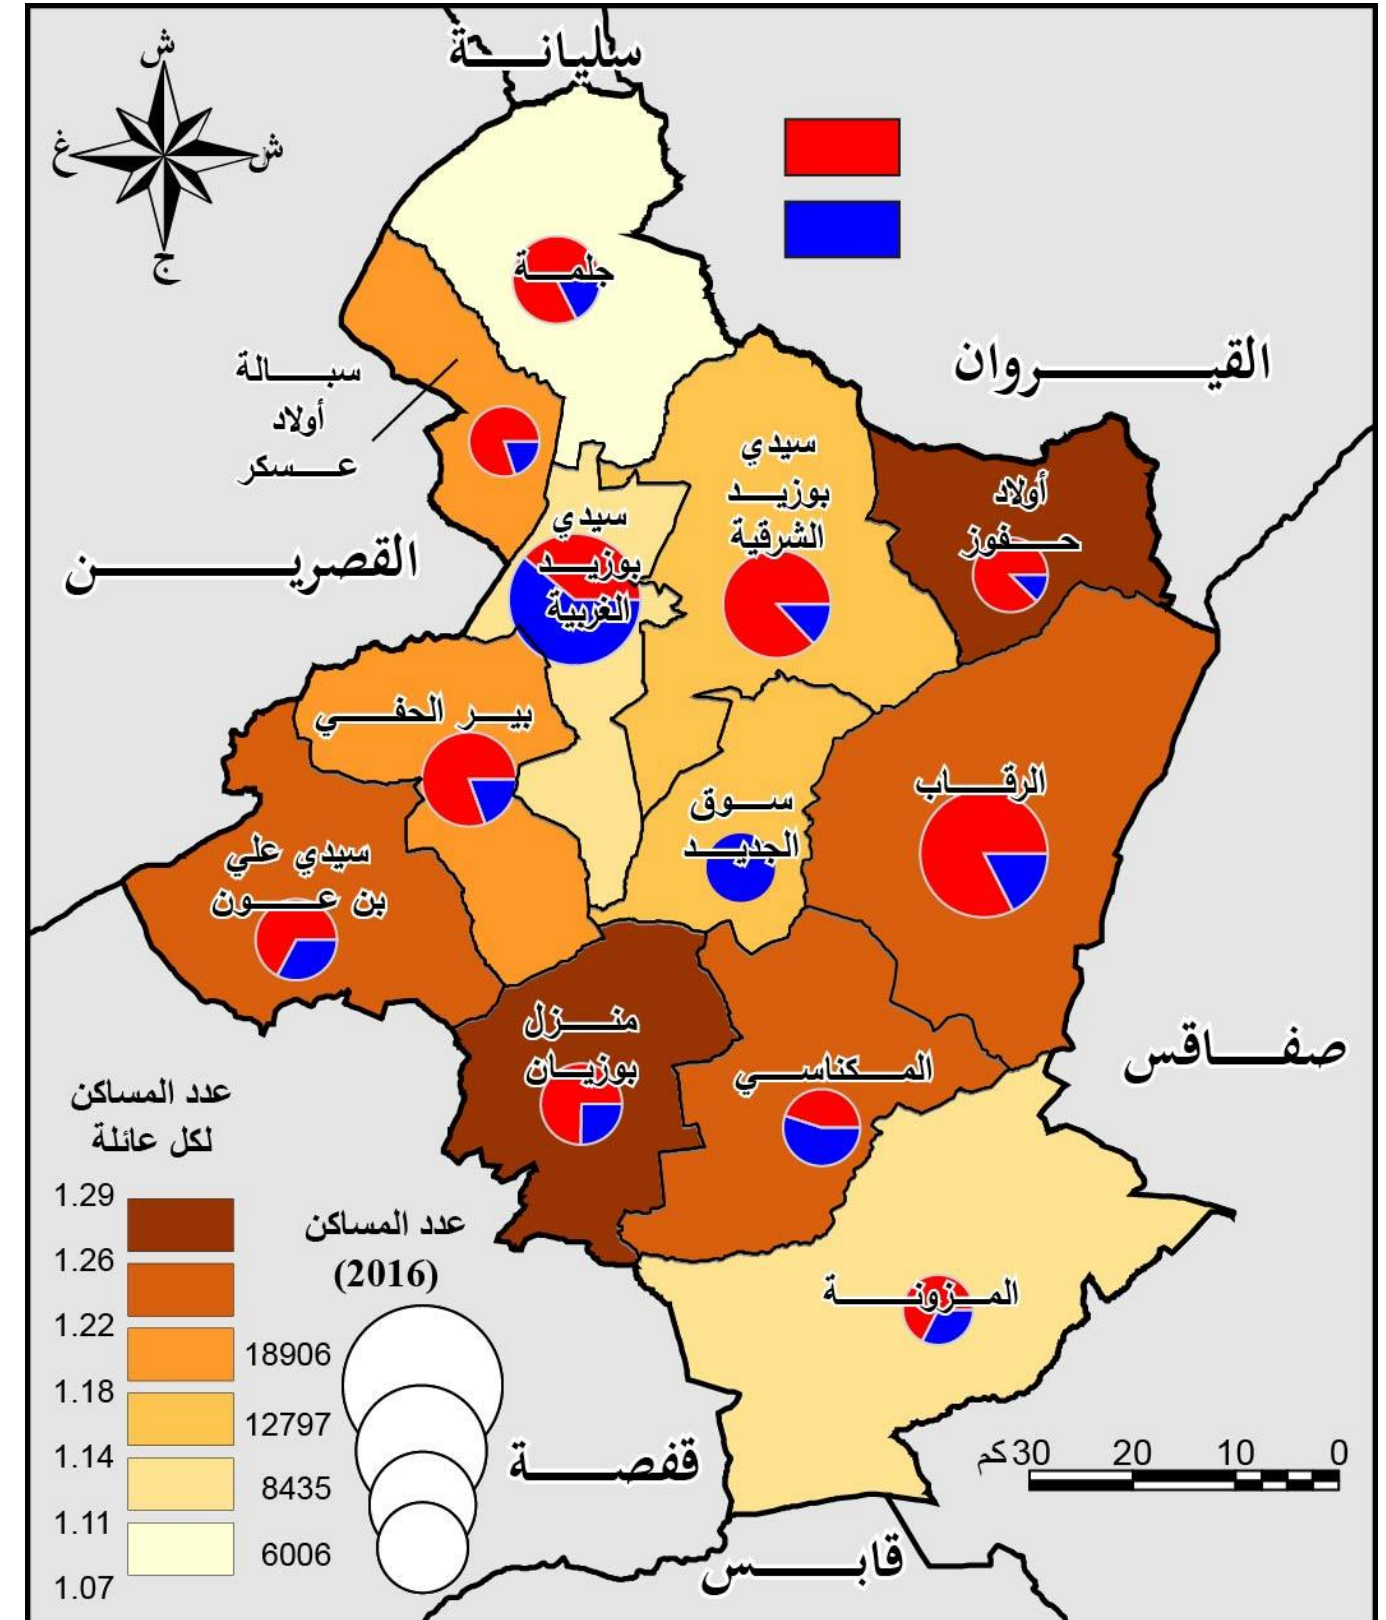 سليانة
ش
غ
ش
ج
جلمة
القيروان
سبالة
أولاد
عسكر
سيدي
بوزيد
الشرقية
أولاد
حفوز
سيدي
بوزيد
الغربية
القصرين
بير الحفي
الرقاب
سوق
الجديد
سيدي علي
بن عون
منزل
بوزيان
المكناسي
صفاقس
المزونة
عدد المساكن
لكل عائلة
1.29
1.26
1.22
1.18
1.14
1.11
1.07
عدد المساكن
(2016)
18906
12797
8435
6006
قفصة
قابس
0 10 20 30 كم